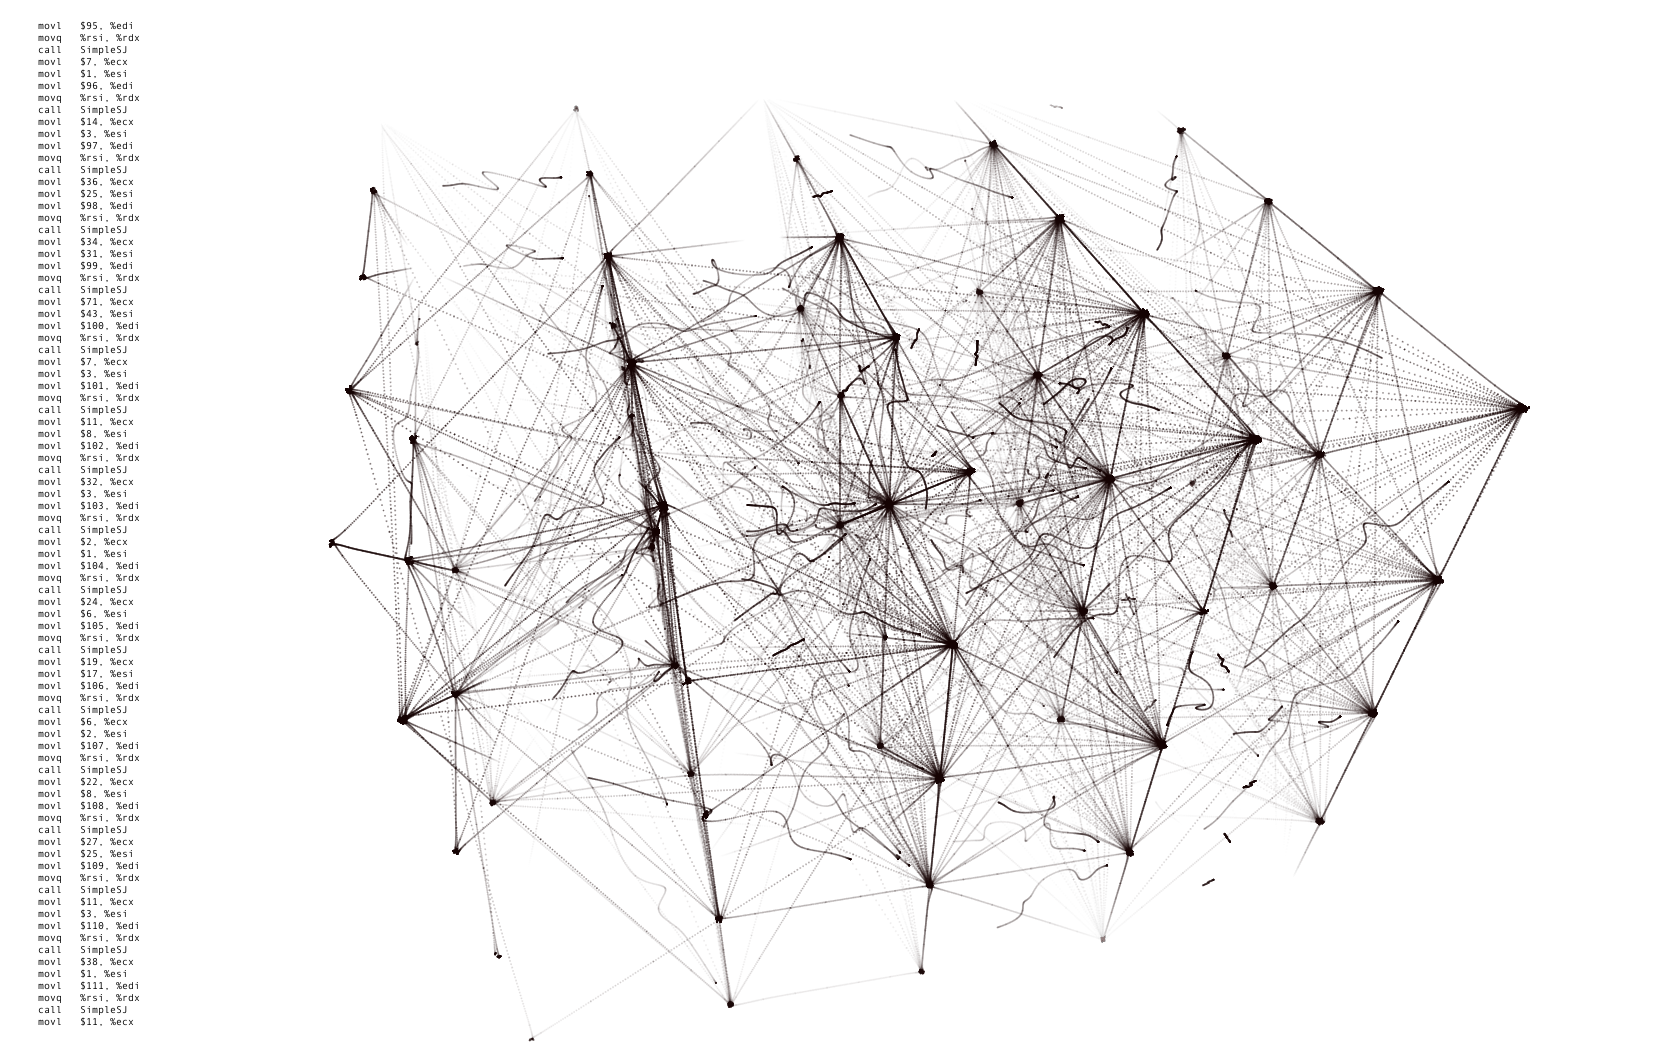 movl $95, %edi
movq %rsi, %rdx
call SimpleSJ
movl $7, %ecx
movl $1, %esi
movl $96, %edi
movq %rsi, %rdx
call SimpleSJ
movl $14, %ecx
movl $3, %esi
movl $97, %edi
movq %rsi, %rdx
call SimpleSJ
movl $36, %ecx
movl $25, %esi
movl $98, %edi
movq %rsi, %rdx
call SimpleSJ
movl $34, %ecx
movl $31, %esi
movl $99, %edi
movq %rsi, %rdx
call SimpleSJ
movl $71, %ecx
movl $43, %esi
movl $100, %edi
movq %rsi, %rdx
call SimpleSJ
movl $7, %ecx
movl $3, %esi
movl $101, %edi
movq %rsi, %rdx
call SimpleSJ
movl $11, %ecx
movl $8, %esi
movl $102, %edi
movq %rsi, %rdx
call SimpleSJ
movl $32, %ecx
movl $3, %esi
movl $103, %edi
movq %rsi, %rdx
call SimpleSJ
movl $2, %ecx
movl $1, %esi
movl $104, %edi
movq %rsi, %rdx
call SimpleSJ
movl $24, %ecx
movl $6, %esi
movl $105, %edi
movq %rsi, %rdx
call SimpleSJ
movl $19, %ecx
movl $17, %esi
movl $106, %edi
movq %rsi, %rdx
call SimpleSJ
movl $6, %ecx
movl $2, %esi
movl $107, %edi
movq %rsi, %rdx
call SimpleSJ
movl $22, %ecx
movl $8, %esi
movl $108, %edi
movq %rsi, %rdx
call SimpleSJ
movl $27, %ecx
movl $25, %esi
movl $109, %edi
movq %rsi, %rdx
call SimpleSJ
movl $11, %ecx
movl $3, %esi
movl $110, %edi
movq %rsi, %rdx
call SimpleSJ
movl $38, %ecx
movl $1, %esi
movl $111, %edi
movq %rsi, %rdx
call SimpleSJ
movl $11, %ecx